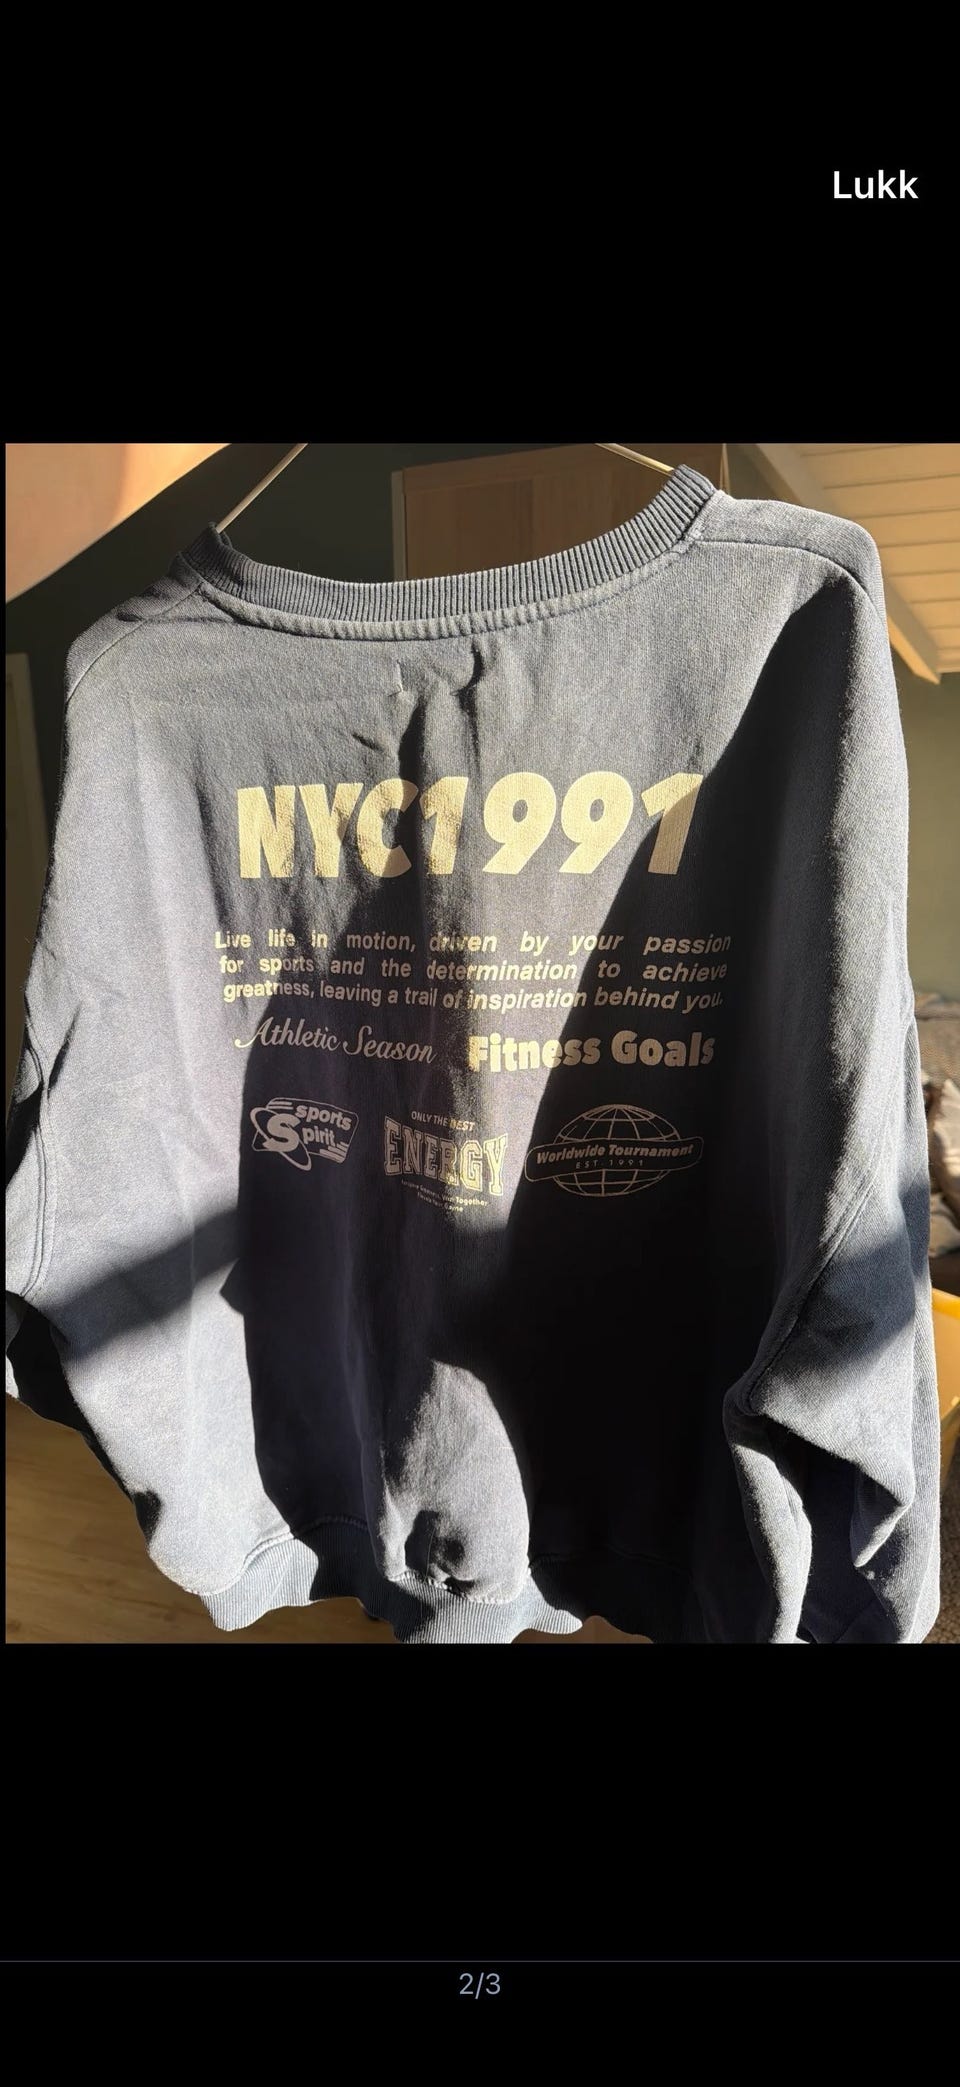 Lukk
NYC1991
Live life in motion, driven by your passion
for sports and the determination to achieve
greatness, leaving a trail of inspiration behind you.
Athletic Season
Fitness Goals
sports
Spirit
ONLY THE BEST
ENERGY
Together
Worldwide Tournament
EST. 1991
2/3